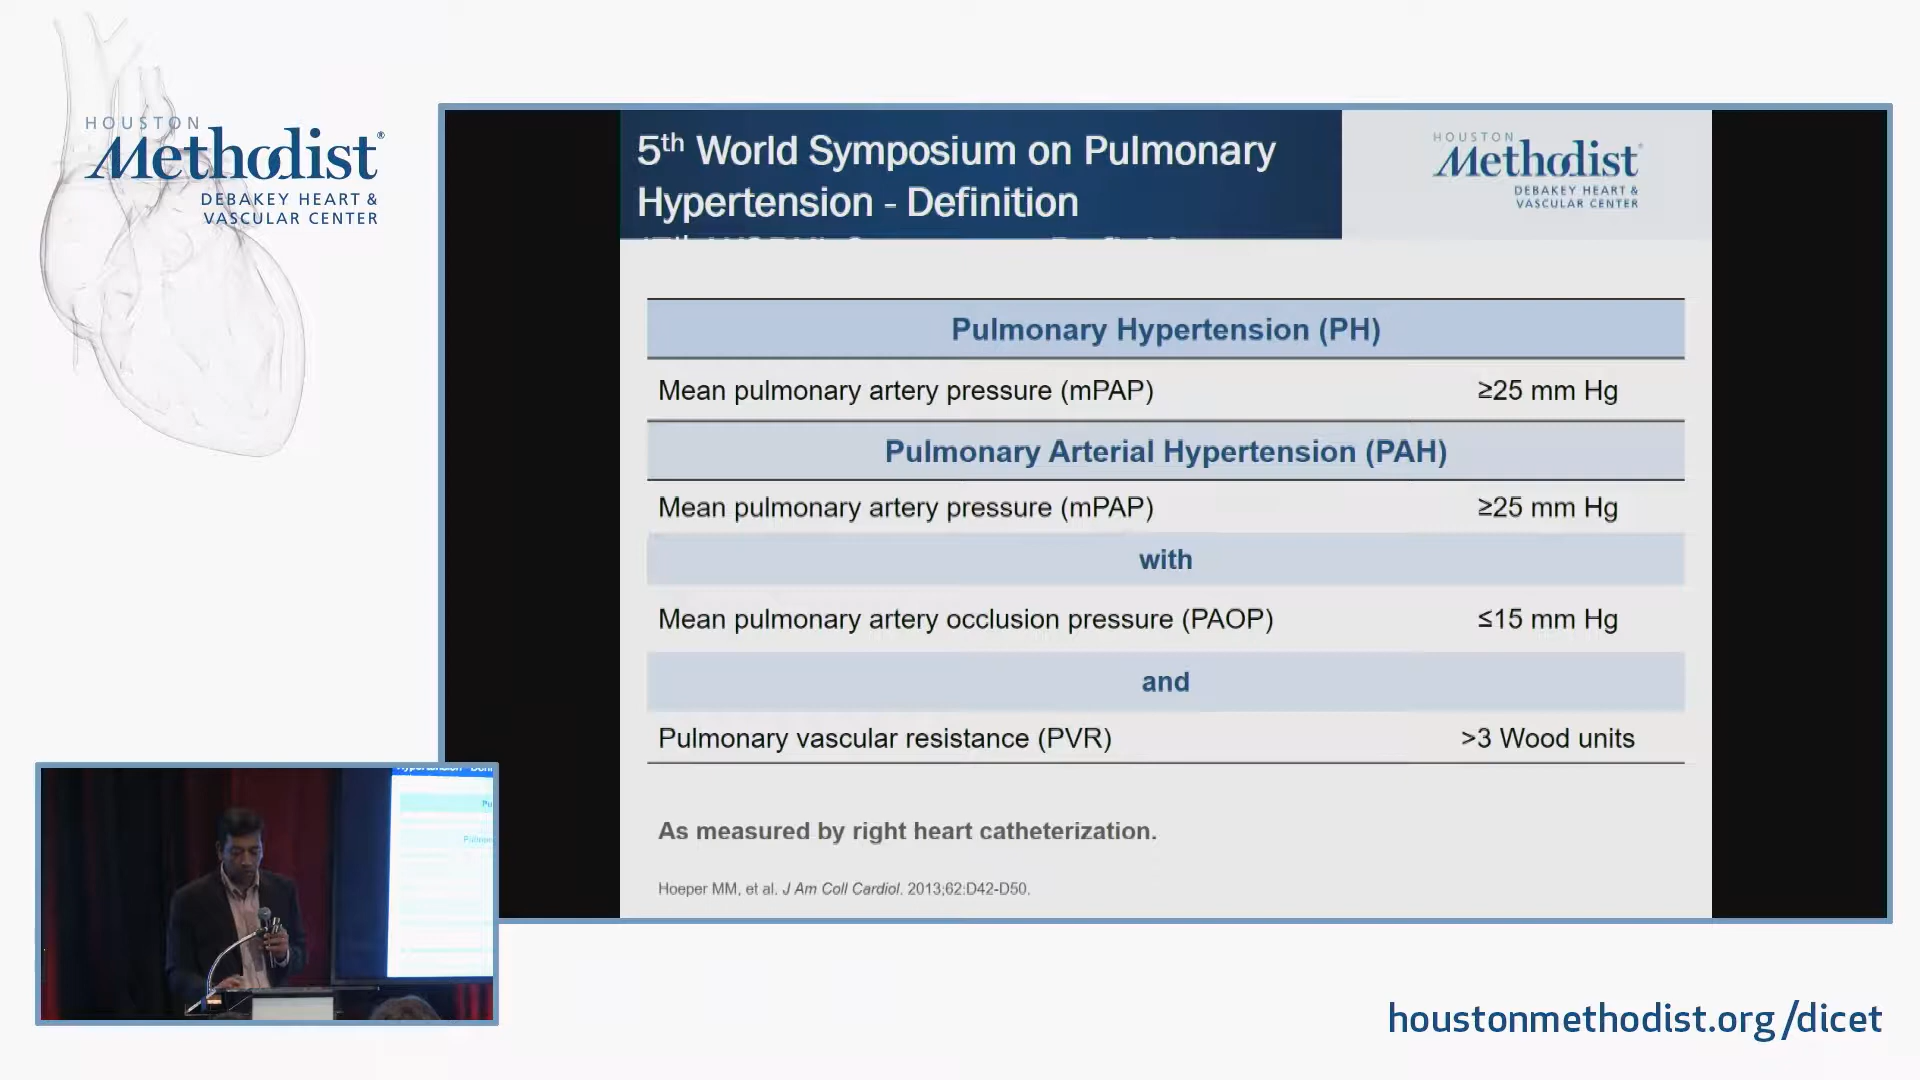 HOUSTON
Methodist®
DEBAKEY HEART &
VASCULAR CENTER
5th World Symposium on Pulmonary
Hypertension - Definition
HOUSTON
Methodist®
DEBAKEY HEART &
VASCULAR CENTER
Pulmonary Hypertension (PH)
Mean pulmonary artery pressure (mPAP) ≥25 mm Hg
Pulmonary Arterial Hypertension (PAH)
Mean pulmonary artery pressure (mPAP) ≥25 mm Hg
with
Mean pulmonary artery occlusion pressure (PAOP) ≤15 mm Hg
and
Pulmonary vascular resistance (PVR) >3 Wood units
As measured by right heart catheterization.
Hoeper MM, et al. J Am Coll Cardiol. 2013;62:D42-D50.
houstonmethodist.org/dicet